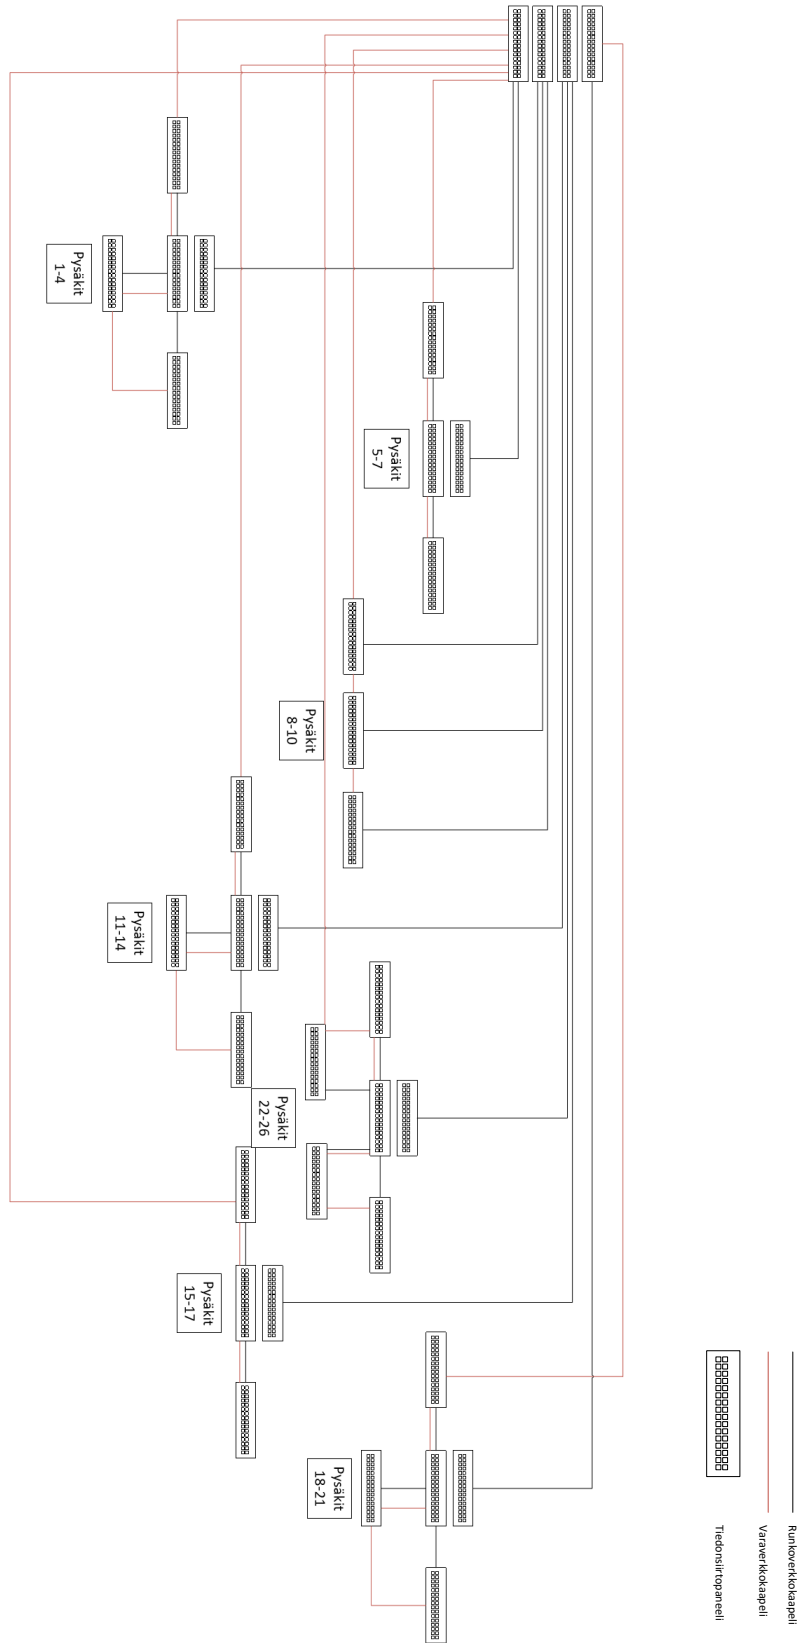 Pysäkit
1-4
Pysäkit
5-7
Pysäkit
8-10
Pysäkit
11-14
Pysäkit
22-26
Pysäkit
15-17
Pysäkit
18-21
Runkoverkkokaapeli
Varaverkkokaapeli
Tiedonsiirtopaneeli